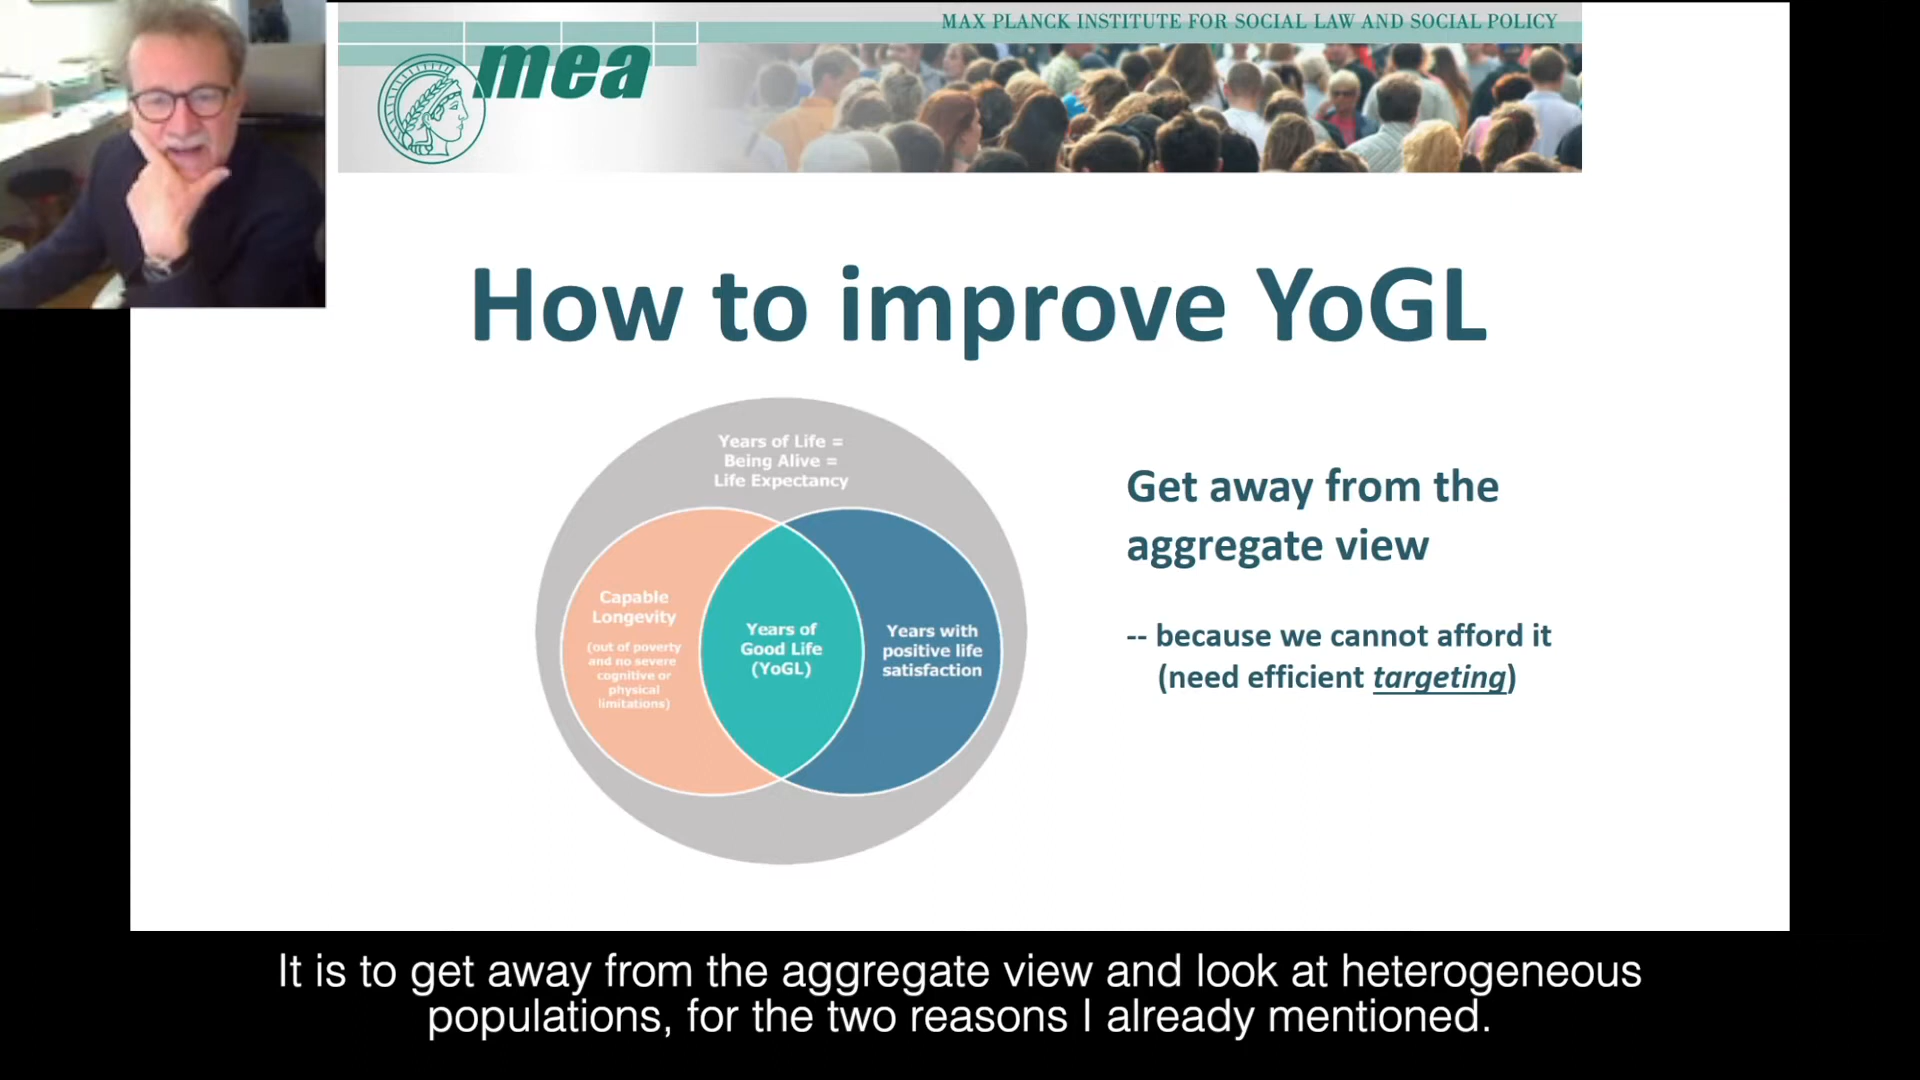 MAX PLANCK INSTITUTE FOR SOCIAL LAW AND SOCIAL POLICY
mea
How to improve YoGL
Years of Life =
Being Alive =
Life Expectancy
Capable
Longevity
(out of poverty
and no severe
cognitive or
physical
limitations)
Years of
Good Life
(YoGL)
Years with
positive life
satisfaction
Get away from the
aggregate view
-- because we cannot afford it
(need efficient targeting)
It is to get away from the aggregate view and look at heterogeneous
populations, for the two reasons I already mentioned.